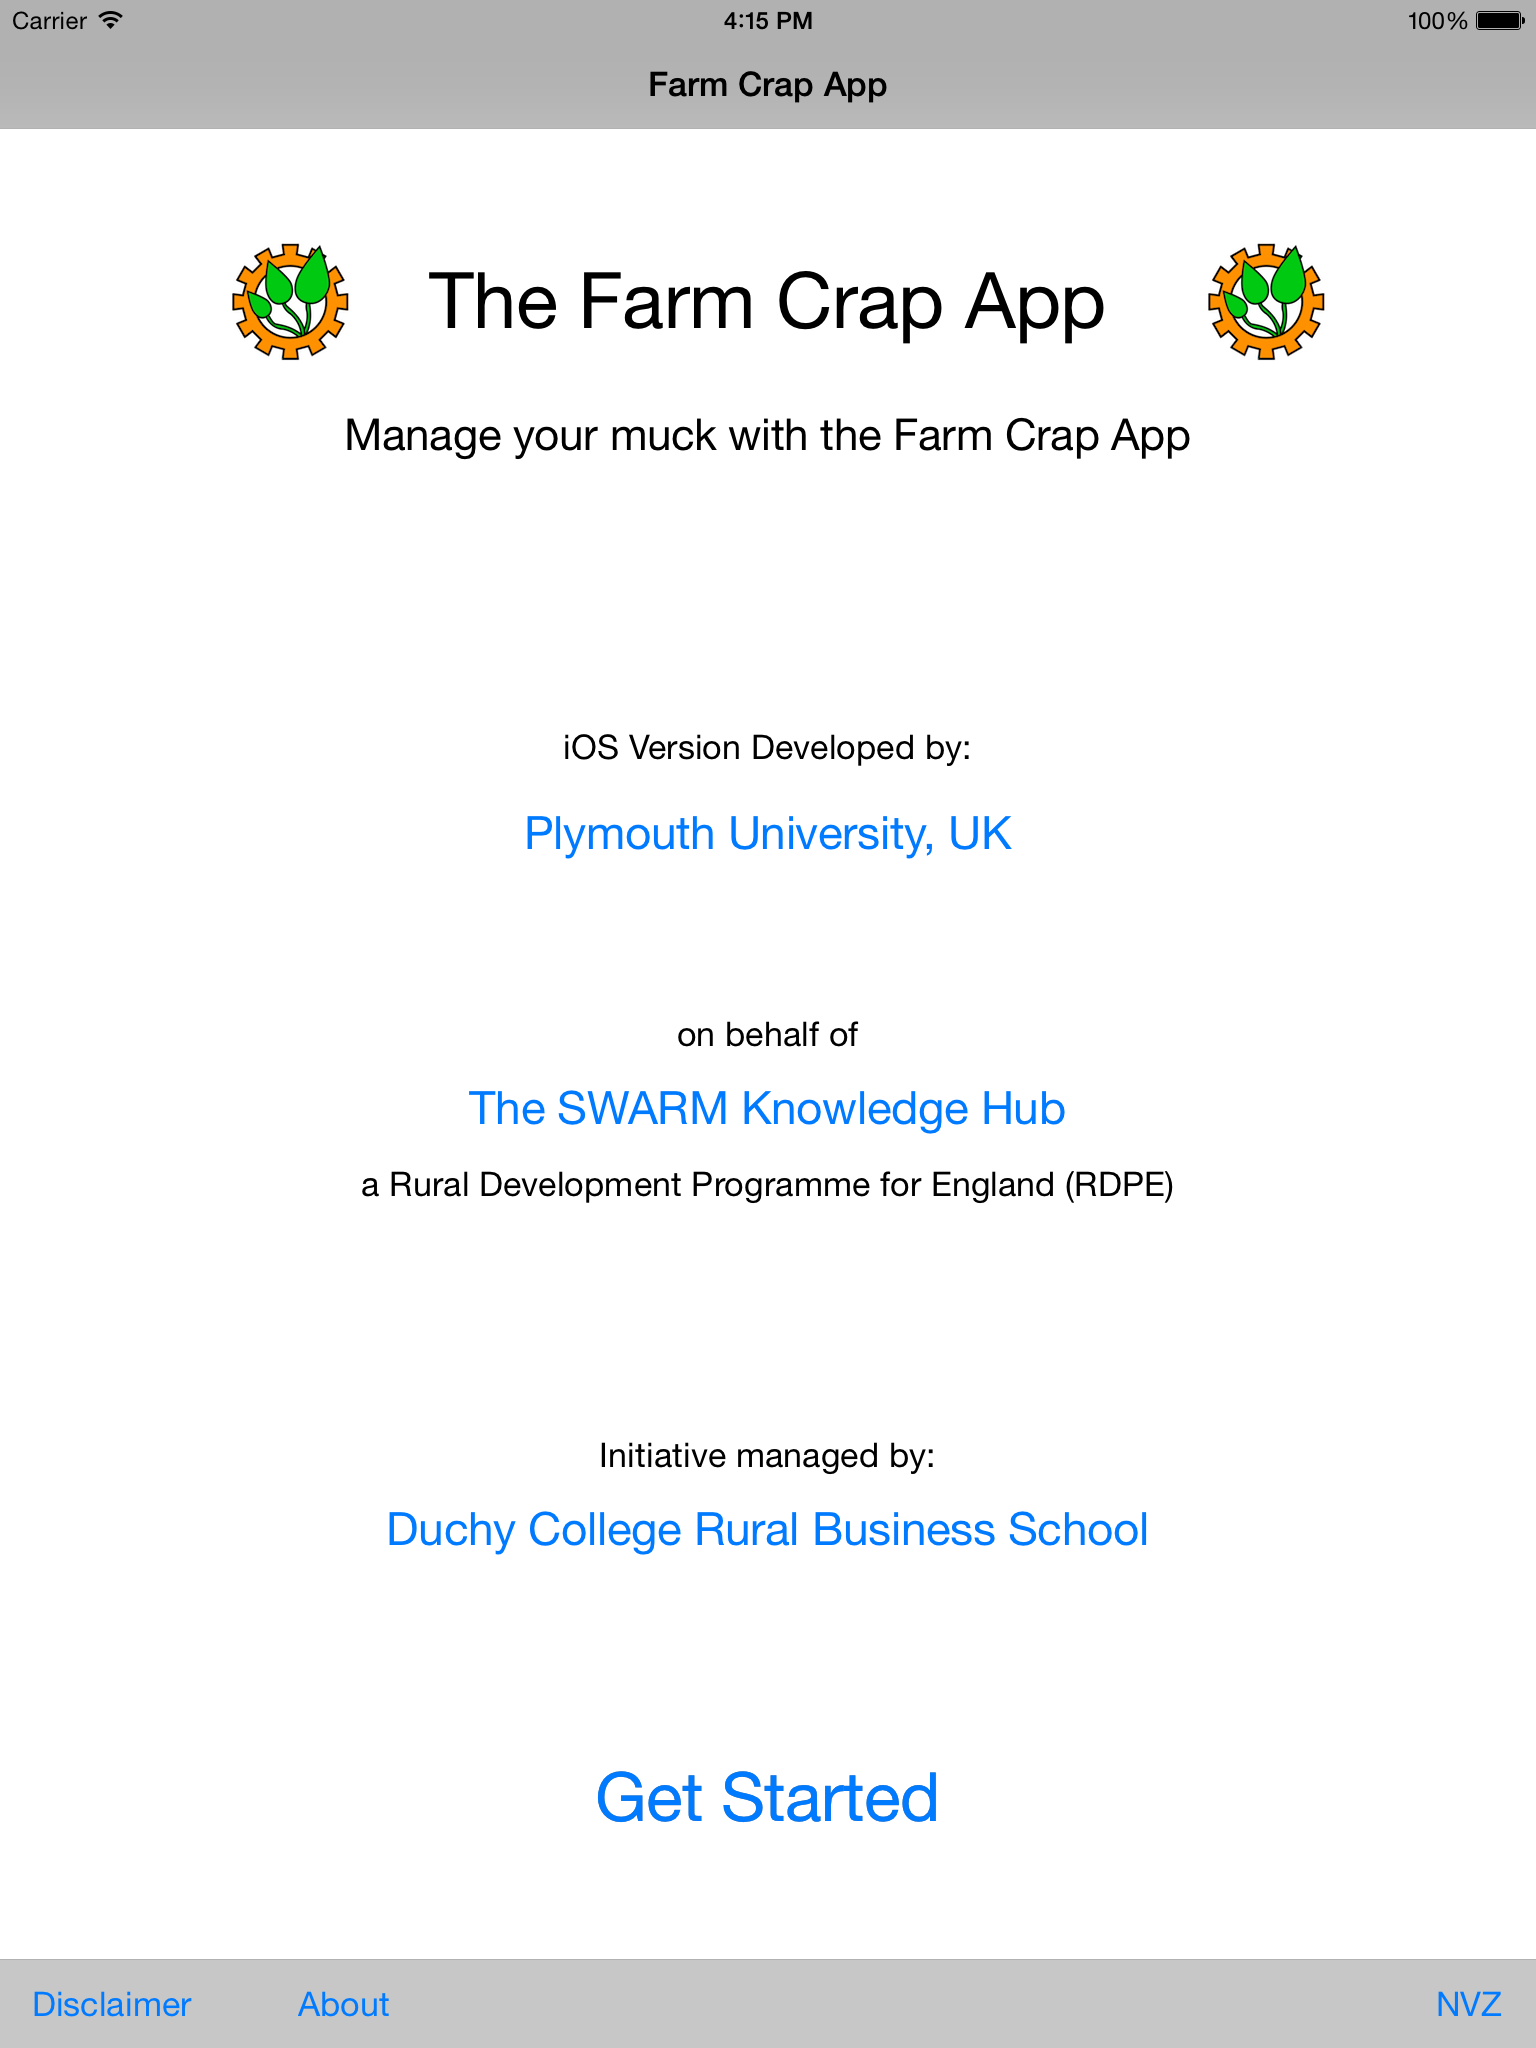 Carrier 4:15 PM 100%
Farm Crap App
The Farm Crap App
Manage your muck with the Farm Crap App
iOS Version Developed by:
Plymouth University, UK
on behalf of
The SWARM Knowledge Hub
a Rural Development Programme for England (RDPE)
Initiative managed by:
Duchy College Rural Business School
Get Started
Disclaimer About NVZ